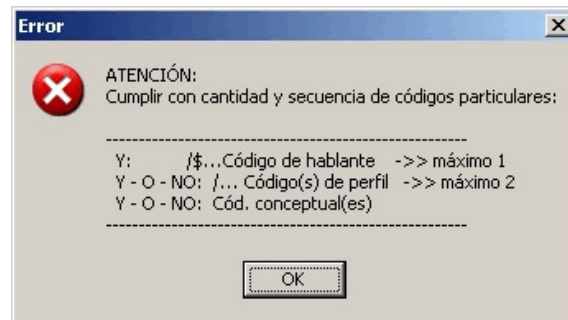 Error
ATENCIÓN:
Cumplir con cantidad y secuencia de códigos particulares:
-------------------------------------------------------
Y: /$...Código de hablante ->> máximo 1
Y - O - NO: /... Código(s) de perfil ->> máximo 2
Y - O - NO: Cód. conceptual(es)
-------------------------------------------------------
OK